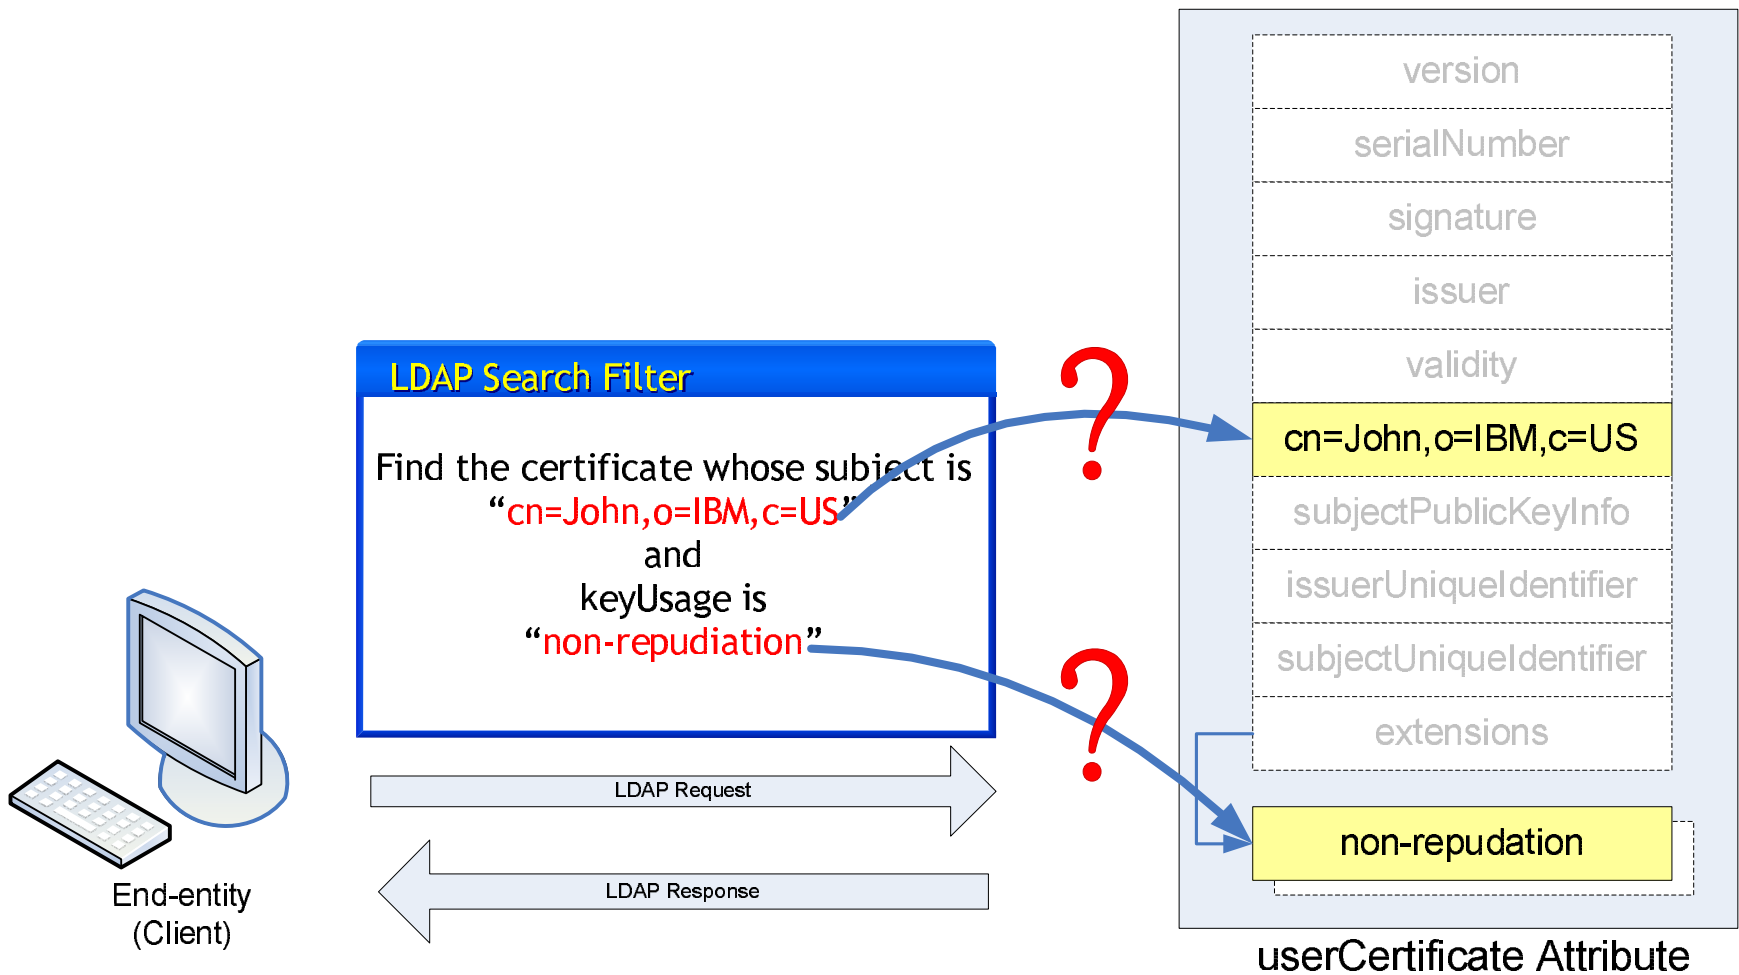 LDAP Search Filter
Find the certificate whose subject is
“cn=John,o=IBM,c=US”
and
keyUsage is
“non-repudiation”
?
?
LDAP Request
LDAP Response
End-entity
(Client)
version
serialNumber
signature
issuer
validity
cn=John,o=IBM,c=US
subjectPublicKeyInfo
issuerUniqueIdentifier
subjectUniqueIdentifier
extensions
non-repudation
userCertificate Attribute